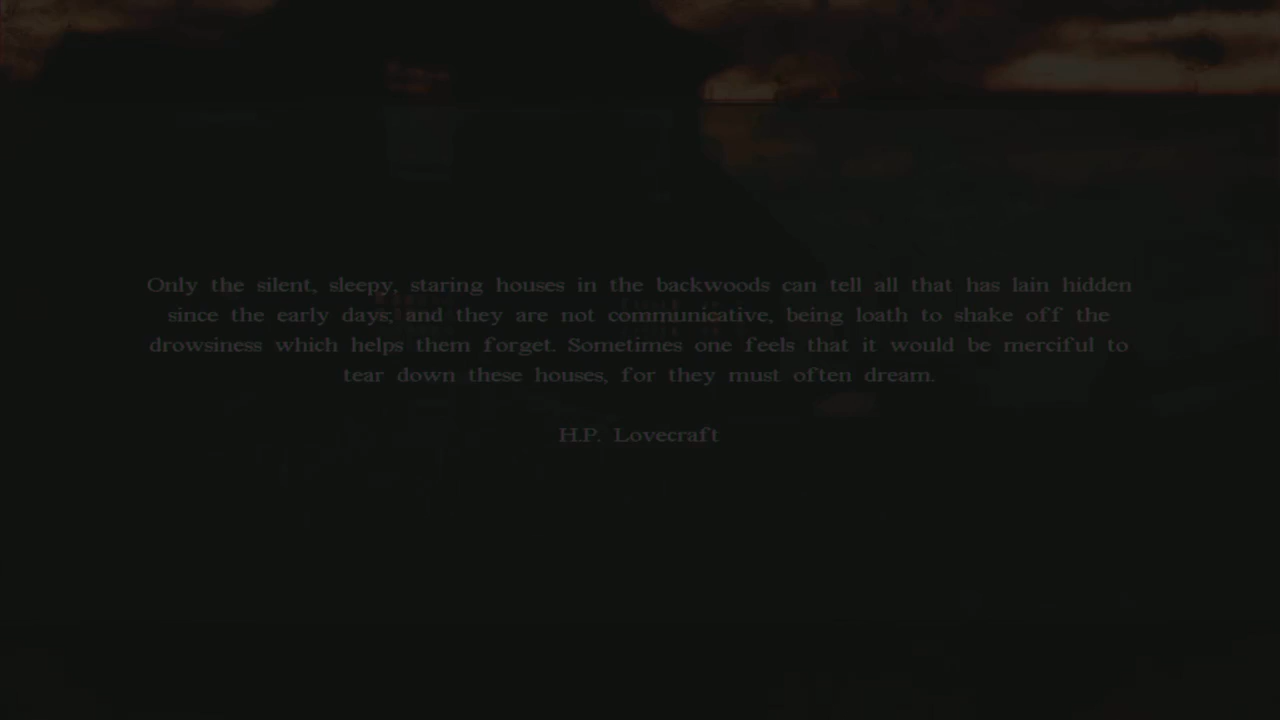 Only the silent, sleepy, staring houses in the backwoods can tell all that has lain hidden
since the early days; and they are not communicative, being loath to shake off the
drowsiness which helps them forget. Sometimes one feels that it would be merciful to
tear down these houses, for they must often dream.
H.P. Lovecraft